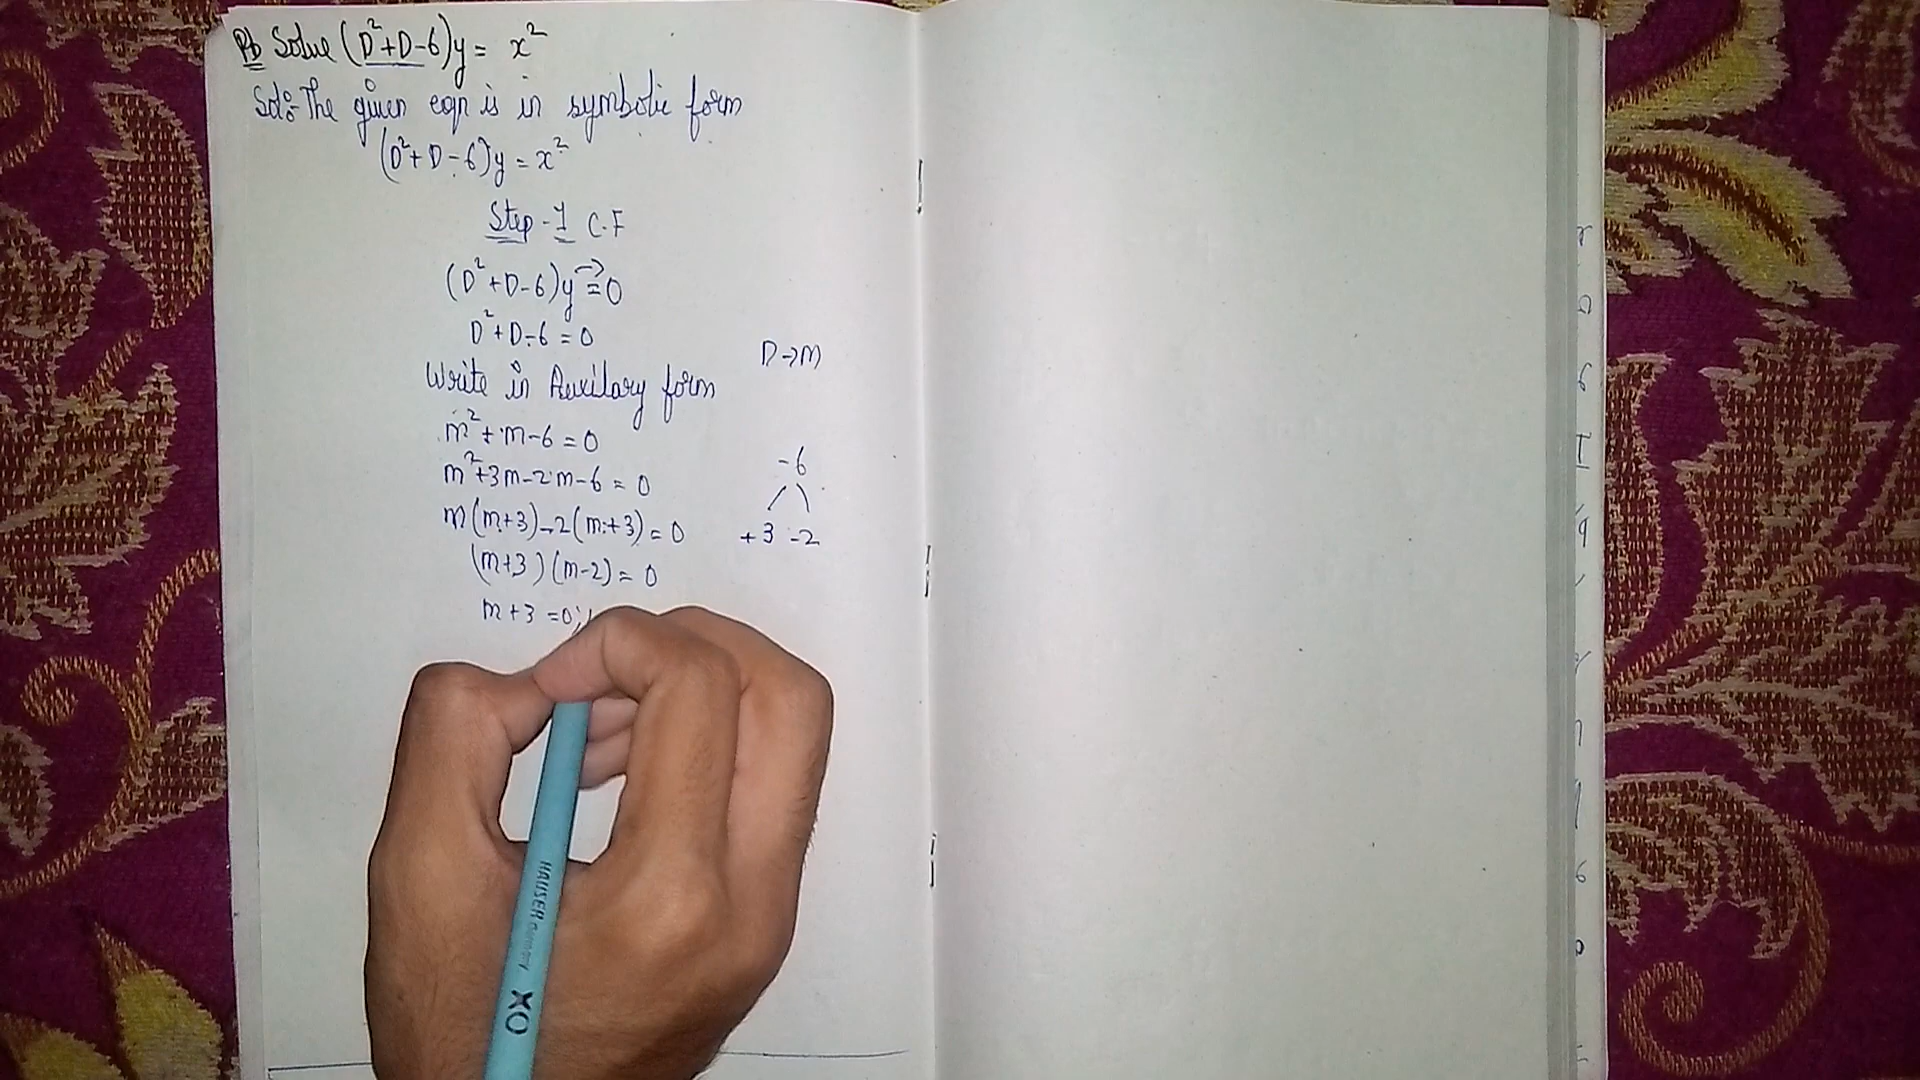 Pb Solve (D²+D-6)y = x²
Sol:- The given eqn is in symbolic form
(D²+D-6)y = x²
Step-1 C.F
(D²+D-6)y = 0
D²+D-6 = 0
D→m
Write in Auxilary form
m²+m-6 = 0
m²+3m-2m-6 = 0
m(m+3)-2(m+3) = 0
(m+3)(m-2) = 0
m+3 = 0;
-6
+3 -2
HAUSER Germany XO